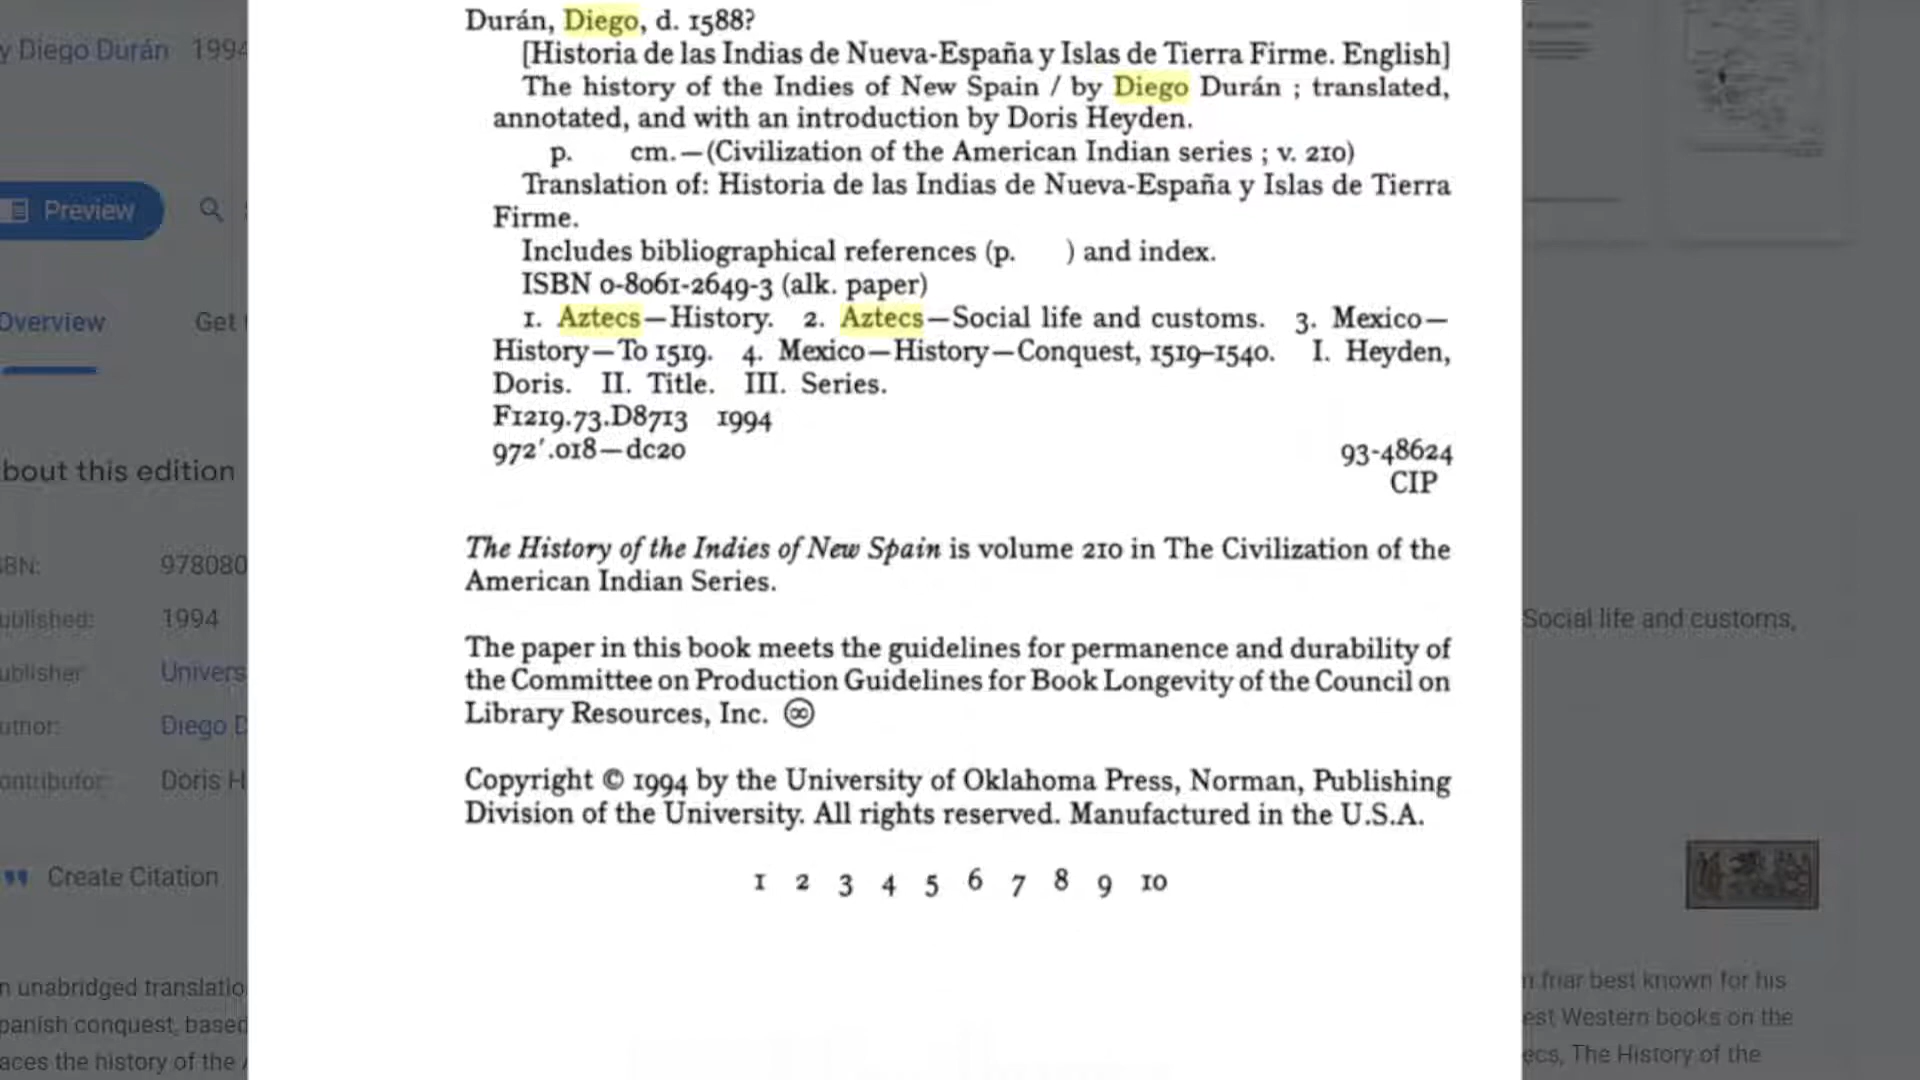 Durán, Diego, d. 1588?
[Historia de las Indias de Nueva-España y Islas de Tierra Firme. English]
The history of the Indies of New Spain / by Diego Durán ; translated,
annotated, and with an introduction by Doris Heyden.
p. cm.—(Civilization of the American Indian series ; v. 210)
Translation of: Historia de las Indias de Nueva-España y Islas de Tierra
Firme.
Includes bibliographical references (p. ) and index.
ISBN 0-8061-2649-3 (alk. paper)
1. Aztecs—History. 2. Aztecs—Social life and customs. 3. Mexico—
History—To 1519. 4. Mexico—History—Conquest, 1519–1540. I. Heyden,
Doris. II. Title. III. Series.
F1219.73.D8713 1994
972′.018—dc20 93-48624
CIP
The History of the Indies of New Spain is volume 210 in The Civilization of the
American Indian Series.
The paper in this book meets the guidelines for permanence and durability of
the Committee on Production Guidelines for Book Longevity of the Council on
Library Resources, Inc. ♾
Copyright © 1994 by the University of Oklahoma Press, Norman, Publishing
Division of the University. All rights reserved. Manufactured in the U.S.A.
1 2 3 4 5 6 7 8 9 10
y Diego Durán 1994
Preview
Overview Get
bout this edition
BN: 978080
ublished: 1994
ublisher Univers
uthor: Diego D
ontributor: Doris H
Create Citation
n unabridged translatio
panish conquest, based
aces the history of the
Social life and customs,
n friar best known for his
est Western books on the
ecs, The History of the